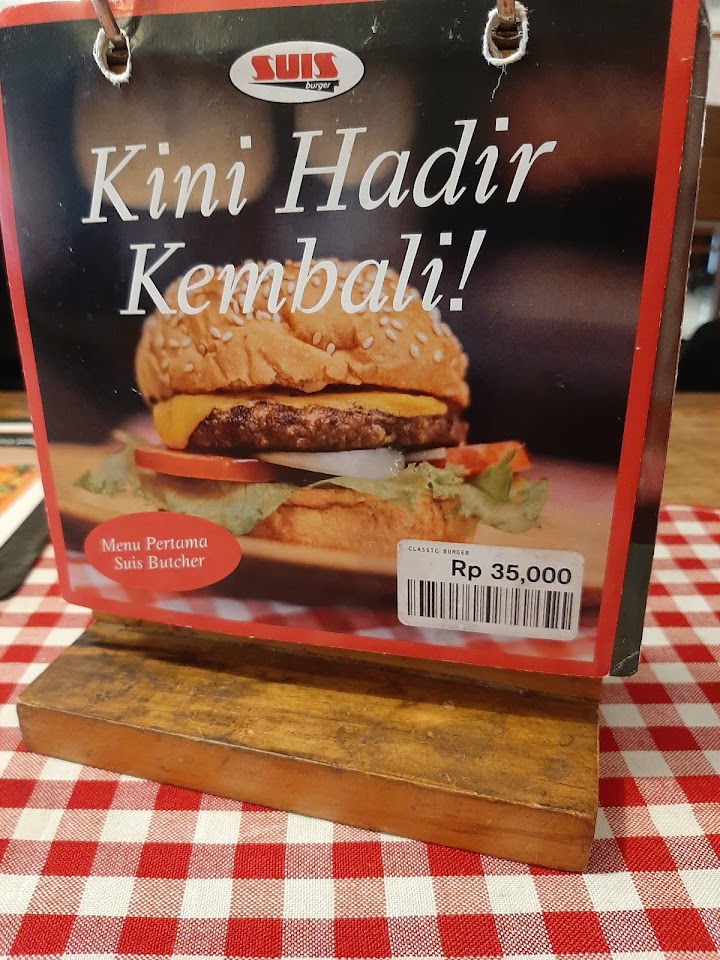 SUIS
burger
Kini Hadir
Kembali!
Menu Pertama
Suis Butcher
CLASSIC BURGER
Rp 35,000